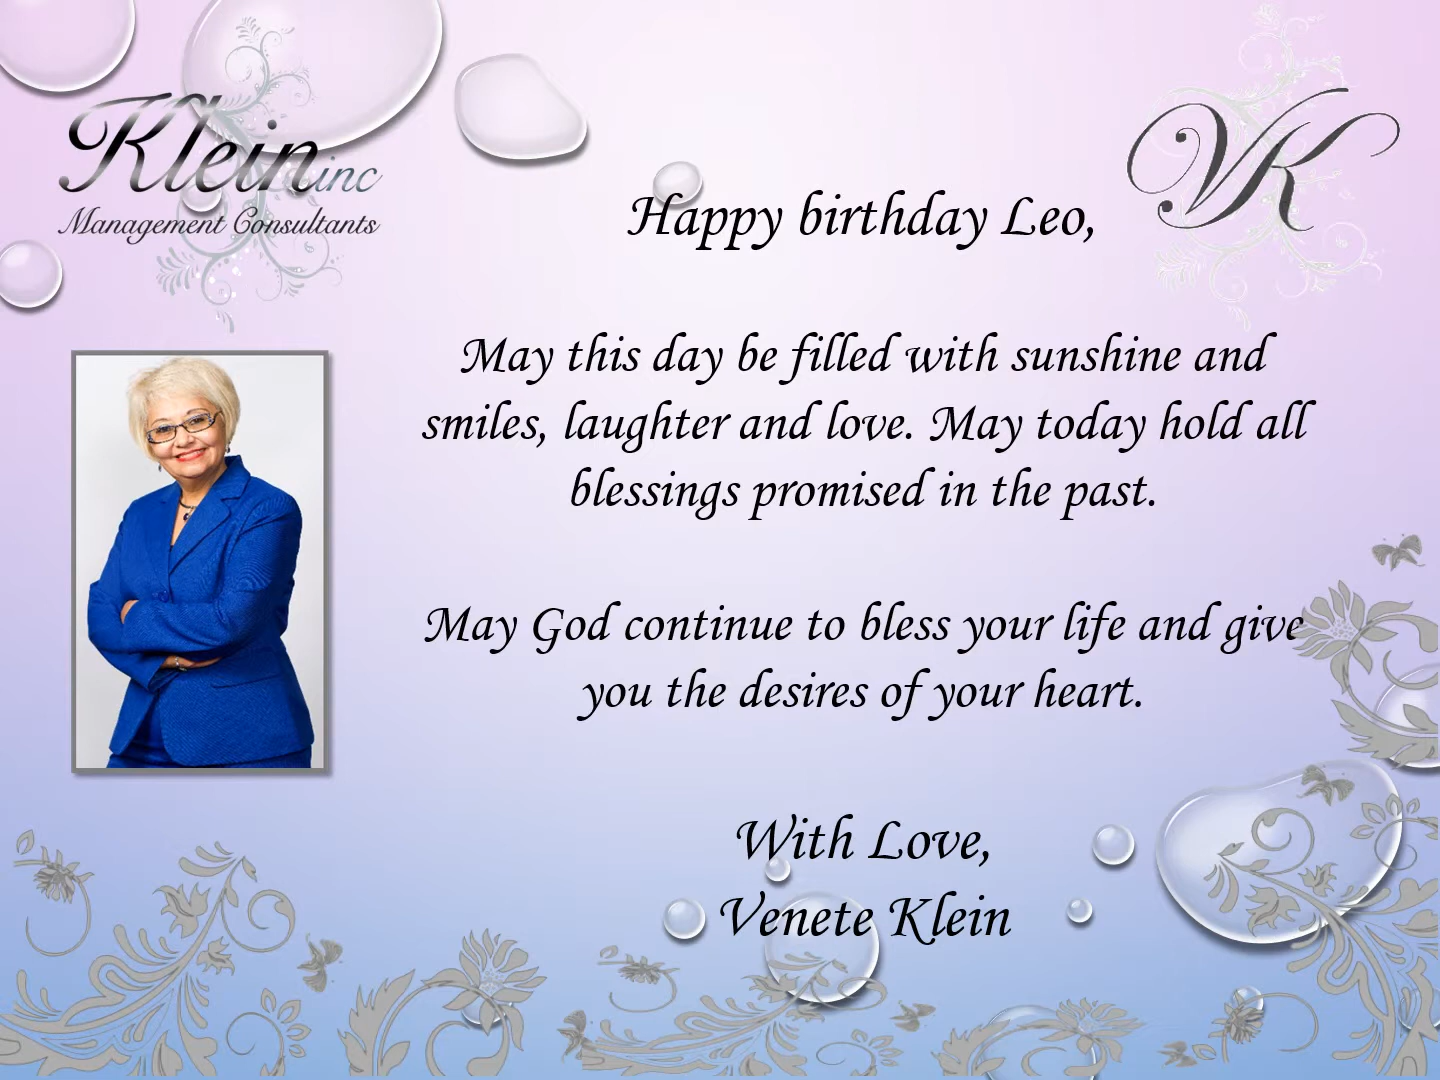 Klein inc
Management Consultants
VK
Happy birthday Leo,
May this day be filled with sunshine and
smiles, laughter and love. May today hold all
blessings promised in the past.
May God continue to bless your life and give
you the desires of your heart.
With Love,
Venete Klein